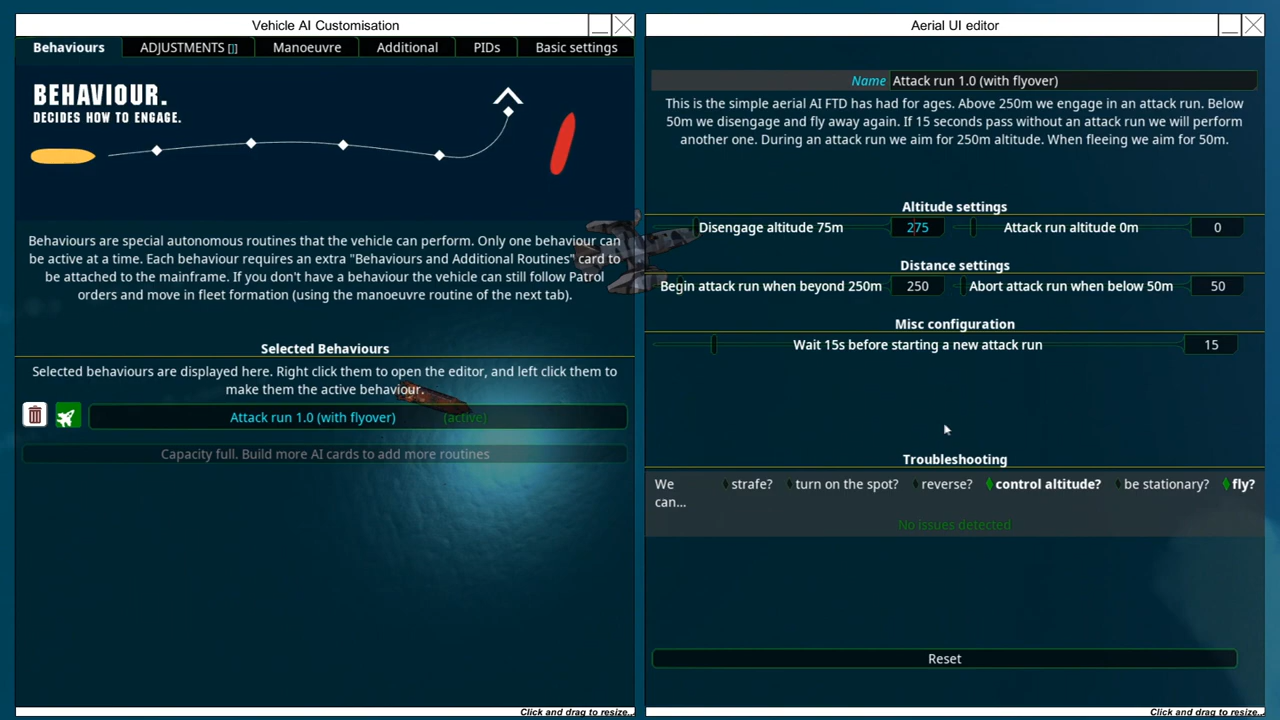 Vehicle AI Customisation
Behaviours
ADJUSTMENTS []
Manoeuvre
Additional
PIDs
Basic settings
BEHAVIOUR.
DECIDES HOW TO ENGAGE.
Behaviours are special autonomous routines that the vehicle can perform. Only one behaviour can
be active at a time. Each behaviour requires an extra "Behaviours and Additional Routines" card to
be attached to the mainframe. If you don't have a behaviour the vehicle can still follow Patrol
orders and move in fleet formation (using the manoeuvre routine of the next tab).
Selected Behaviours
Selected behaviours are displayed here. Right click them to open the editor, and left click them to
make them the active behaviour.
Attack run 1.0 (with flyover) (active)
Capacity full. Build more AI cards to add more routines
Click and drag to resize..
Aerial UI editor
Name Attack run 1.0 (with flyover)
This is the simple aerial AI FTD has had for ages. Above 250m we engage in an attack run. Below
50m we disengage and fly away again. If 15 seconds pass without an attack run we will perform
another one. During an attack run we aim for 250m altitude. When fleeing we aim for 50m.
Altitude settings
Disengage altitude 75m 275 Attack run altitude 0m 0
Distance settings
Begin attack run when beyond 250m 250 Abort attack run when below 50m 50
Misc configuration
Wait 15s before starting a new attack run 15
Troubleshooting
We strafe? turn on the spot? reverse? control altitude? be stationary? fly?
can...
No issues detected
Reset
Click and drag to resize..